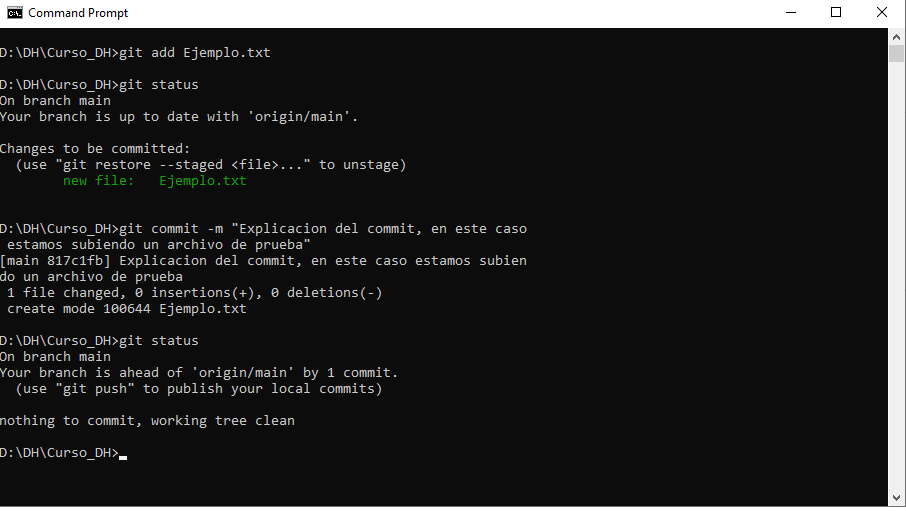 Command Prompt
D:\DH\Curso_DH>git add Ejemplo.txt
D:\DH\Curso_DH>git status
On branch main
Your branch is up to date with 'origin/main'.
Changes to be committed:
  (use "git restore --staged <file>..." to unstage)
        new file:   Ejemplo.txt
D:\DH\Curso_DH>git commit -m "Explicacion del commit, en este caso
 estamos subiendo un archivo de prueba"
[main 817c1fb] Explicacion del commit, en este caso estamos subien
do un archivo de prueba
 1 file changed, 0 insertions(+), 0 deletions(-)
 create mode 100644 Ejemplo.txt
D:\DH\Curso_DH>git status
On branch main
Your branch is ahead of 'origin/main' by 1 commit.
  (use "git push" to publish your local commits)
nothing to commit, working tree clean
D:\DH\Curso_DH>